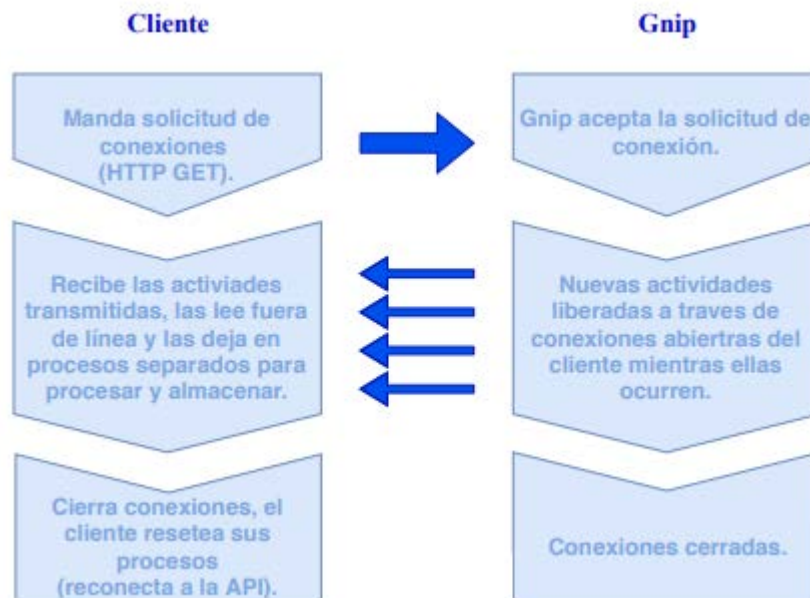 Cliente
Gnip
Manda solicitud de
conexiones
(HTTP GET).
Gnip acepta la solicitud de
conexión.
Recibe las activiades
transmitidas, las lee fuera
de línea y las deja en
procesos separados para
procesar y almacenar.
Nuevas actividades
liberadas a traves de
conexiones abiertras del
cliente mientras ellas
ocurren.
Cierra conexiones, el
cliente resetea sus
procesos
(reconecta a la API).
Conexiones cerradas.